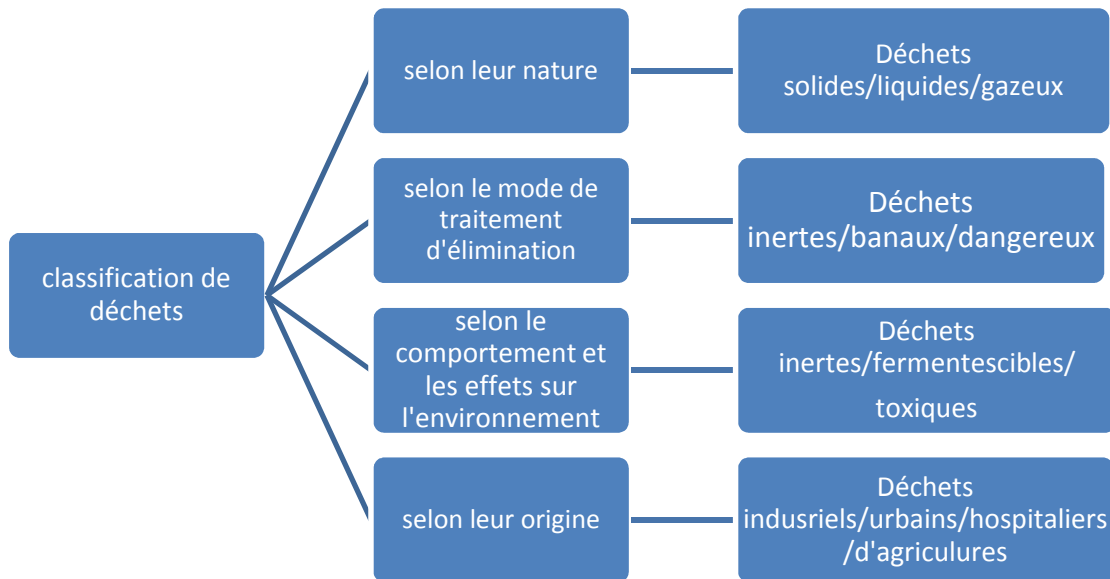 classification de
déchets
selon leur nature
Déchets
solides/liquides/gazeux
selon le mode de
traitement
d'élimination
Déchets
inertes/banaux/dangereux
selon le
comportement et
les effets sur
l'environnement
Déchets
inertes/fermentescibles/
toxiques
selon leur origine
Déchets
indusriels/urbains/hospitaliers
/d'agriculures